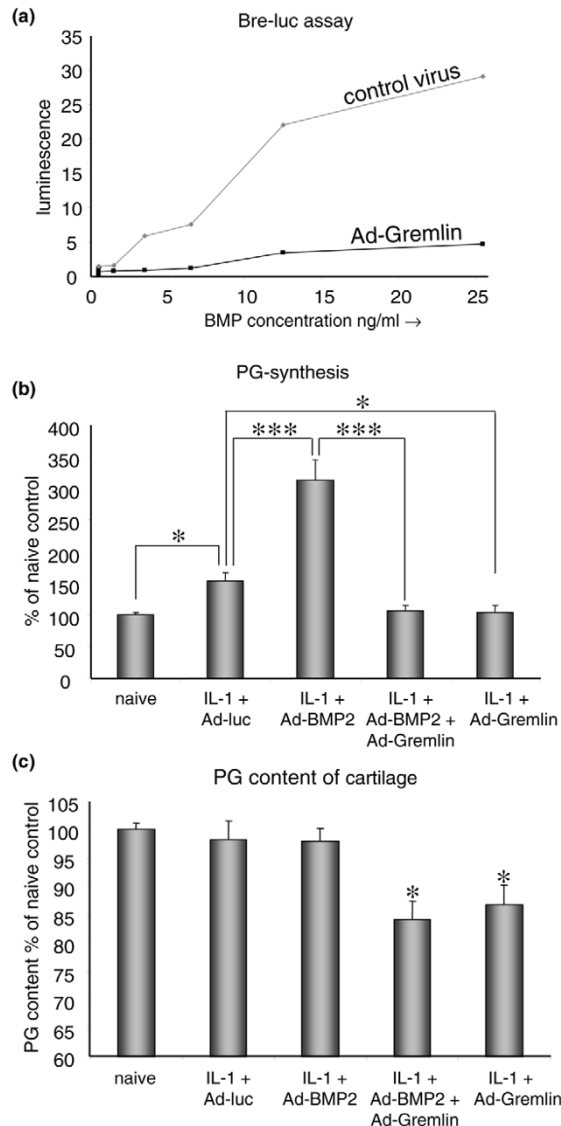 (a)
Bre-luc assay
35
30
25
20
15
10
5
0
luminescence
control virus
Ad-Gremlin
0
5
10
15
20
25
BMP concentration ng/ml →
(b)
PG-synthesis
400
350
300
200
150
100
50
0
% of naive control
*
***
***
*
naive
IL-1 +
Ad-luc
IL-1 +
Ad-BMP2
IL-1 +
Ad-BMP2 +
Ad-Gremlin
IL-1 +
Ad-Gremlin
(c)
PG content of cartilage
105
100
95
90
85
80
75
65
60
PG content % of naive control
*
*
naive
IL-1 +
Ad-luc
IL-1 +
Ad-BMP2
IL-1 +
Ad-BMP2 +
Ad-Gremlin
IL-1 +
Ad-Gremlin